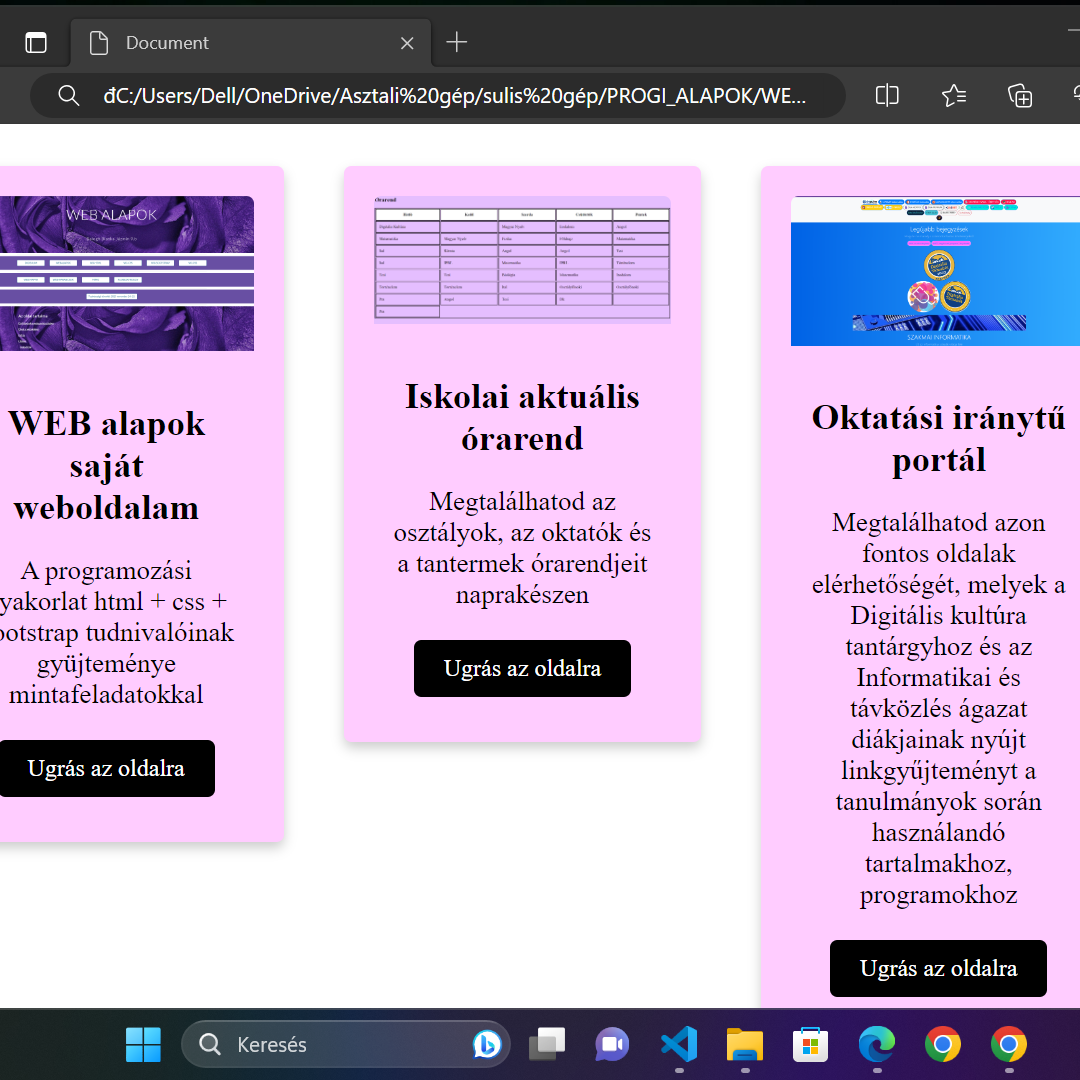 Document
đC:/Users/Dell/OneDrive/Asztali%20gép/sulis%20gép/PROGI_ALAPOK/WE...
WEB ALAPOK
WEB alapok
saját
weboldalam
A programozási
yakorlat html + css +
ootstrap tudnivalóinak
gyüjteménye
mintafeladatokkal
Ugrás az oldalra
Órarend
Iskolai aktuális
órarend
Megtalálhatod az
osztályok, az oktatók és
a tantermek órarendjeit
naprakészen
Ugrás az oldalra
Legújabb bejegyzések
SZAKMAI INFORMATIKA
Oktatási iránytű
portál
Megtalálhatod azon
fontos oldalak
elérhetőségét, melyek a
Digitális kultúra
tantárgyhoz és az
Informatikai és
távközlés ágazat
diákjainak nyújt
linkgyűjteményt a
tanulmányok során
használandó
tartalmakhoz,
programokhoz
Ugrás az oldalra
Keresés